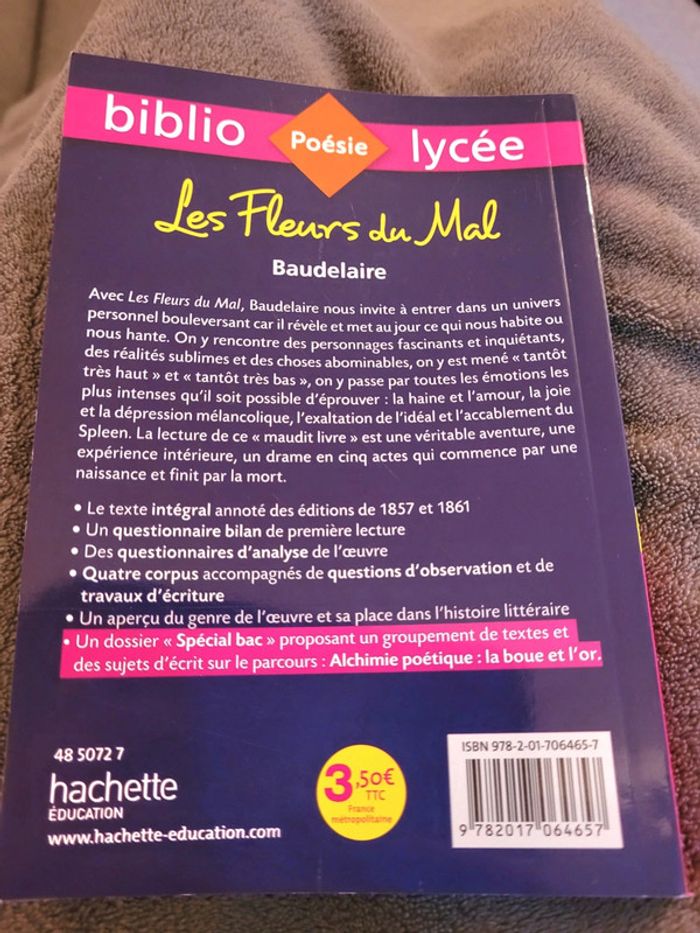 biblio Poésie lycée
Les Fleurs du Mal
Baudelaire
Avec Les Fleurs du Mal, Baudelaire nous invite à entrer dans un univers
personnel bouleversant car il révèle et met au jour ce qui nous habite ou
nous hante. On y rencontre des personnages fascinants et inquiétants,
des réalités sublimes et des choses abominables, on y est mené « tantôt
très haut » et « tantôt très bas », on y passe par toutes les émotions les
plus intenses qu'il soit possible d'éprouver : la haine et l'amour, la joie
et la dépression mélancolique, l'exaltation de l'idéal et l'accablement du
Spleen. La lecture de ce « maudit livre » est une véritable aventure, une
expérience intérieure, un drame en cinq actes qui commence par une
naissance et finit par la mort.
• Le texte intégral annoté des éditions de 1857 et 1861
• Un questionnaire bilan de première lecture
• Des questionnaires d'analyse de l'œuvre
• Quatre corpus accompagnés de questions d'observation et de
travaux d'écriture
• Un aperçu du genre de l'œuvre et sa place dans l'histoire littéraire
• Un dossier « Spécial bac » proposant un groupement de textes et
des sujets d'écrit sur le parcours : Alchimie poétique : la boue et l'or.
48 5072 7
hachette
ÉDUCATION
www.hachette-education.com
3,50€
TTC
France
métropolitaine
ISBN 978-2-01-706465-7
9 782017 064657